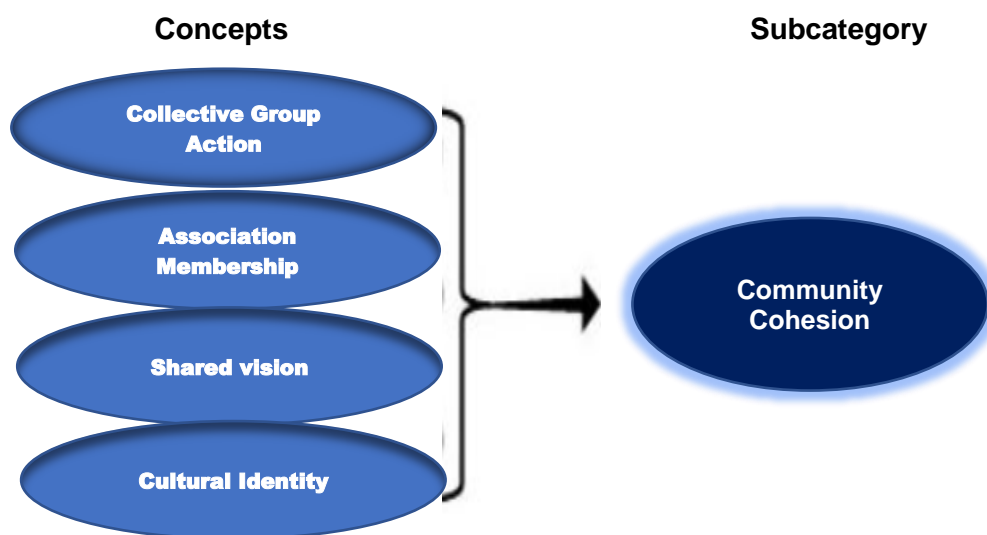 Concepts
Subcategory
Collective Group
Action
Association
Membership
Shared vision
Cultural Identity
Community
Cohesion